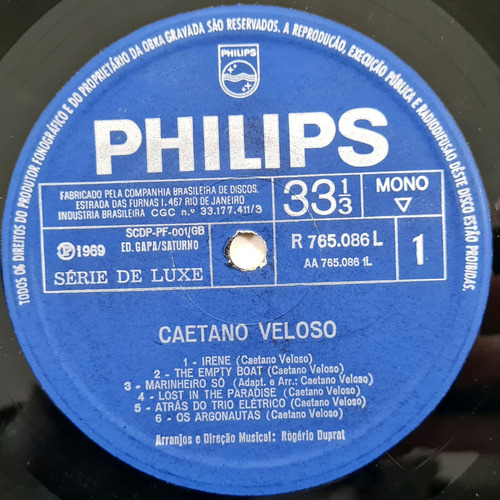 TODOS OS DIREITOS DO PRODUTOR FONOGRÁFICO E DO PROPRIETÁRIO DA OBRA GRAVADA SÃO RESERVADOS. A REPRODUÇÃO, EXECUÇÃO PÚBLICA E RADIODIFUSÃO DÊSTE DISCO ESTÃO PROIBIDAS.
PHILIPS
PHILIPS
FABRICADO PELA COMPANHIA BRASILEIRA DE DISCOS.
ESTRADA DAS FURNAS 1.467 RIO DE JANEIRO
INDUSTRIA BRASILEIRA CGC n.º 33.177.411/3
33 1/3
MONO
SCDP-PF-001/GB
ED. GAPA/SATURNO
℗ 1969
SÉRIE DE LUXE
R 765.086 L
AA 765.086 1L
1
CAETANO VELOSO
1 - IRENE (Caetano Veloso)
2 - THE EMPTY BOAT (Caetano Veloso)
3 - MARINHEIRO SÓ (Adapt. e Arr.: Caetano Veloso)
4 - LOST IN THE PARADISE (Caetano Veloso)
5 - ATRÁS DO TRIO ELÉTRICO (Caetano Veloso)
6 - OS ARGONAUTAS (Caetano Veloso)
Arranjos e Direção Musical: Rogério Duprat